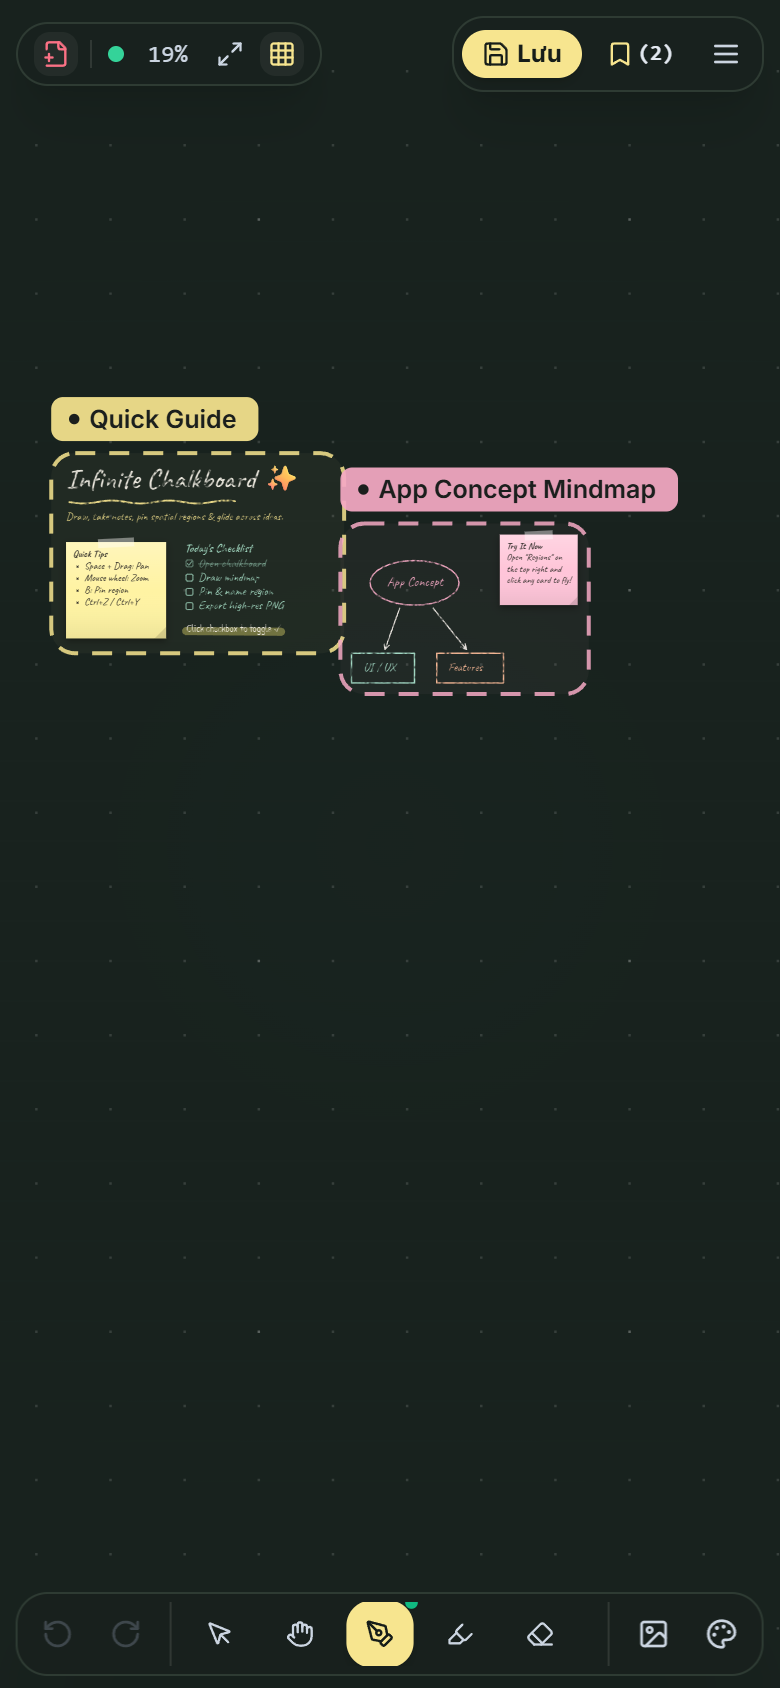 19%
Lưu
(2)
Quick Guide
Infinite Chalkboard ✨
Draw, take notes, pin spatial regions & glide across ideas.
Quick Tips
• Space + Drag: Pan
• Mouse wheel: Zoom
• B: Pin region
• Ctrl+Z / Ctrl+Y
Today's Checklist
Open chalkboard
Draw mindmap
Pin & name region
Export high-res PNG
Click checkbox to toggle ✓
App Concept Mindmap
App Concept
UI / UX
Features
Try It Now
Open "Regions" on
the top right and
click any card to fly!